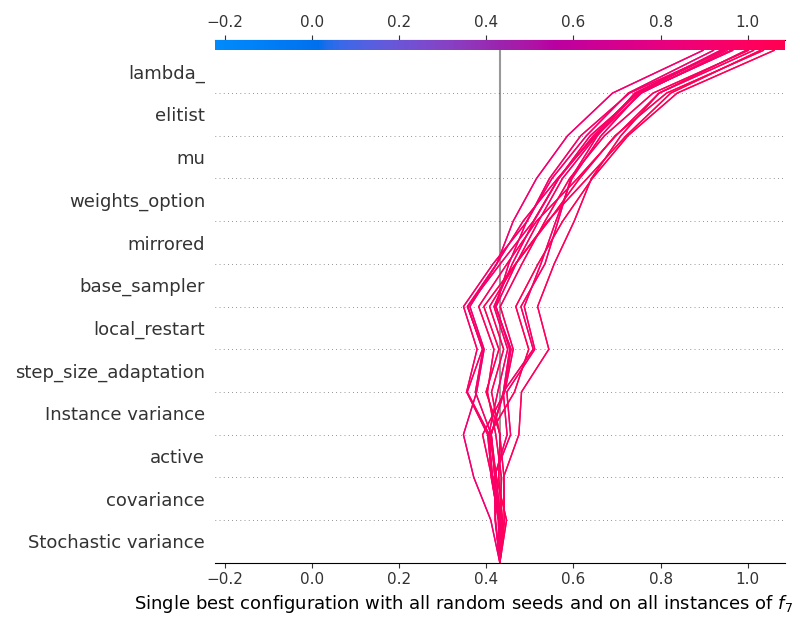 −0.2 0.0 0.2 0.4 0.6 0.8 1.0
lambda_
elitist
mu
weights_option
mirrored
base_sampler
local_restart
step_size_adaptation
Instance variance
active
covariance
Stochastic variance
−0.2 0.0 0.2 0.4 0.6 0.8 1.0
Single best configuration with all random seeds and on all instances of f7